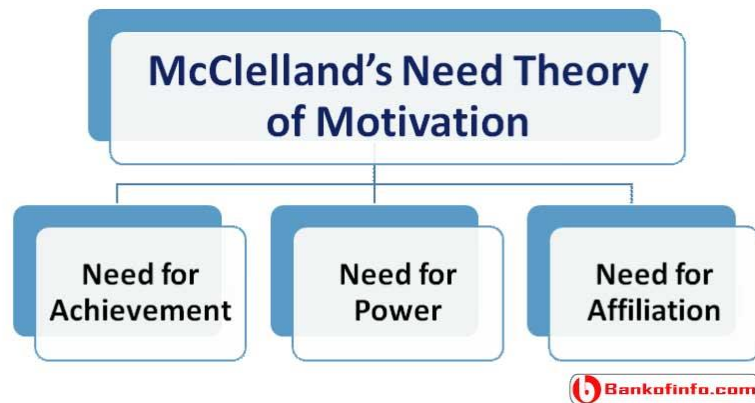 McClelland's Need Theory
of Motivation
Need for
Achievement
Need for
Power
Need for
Affiliation
Bankofinfo.com